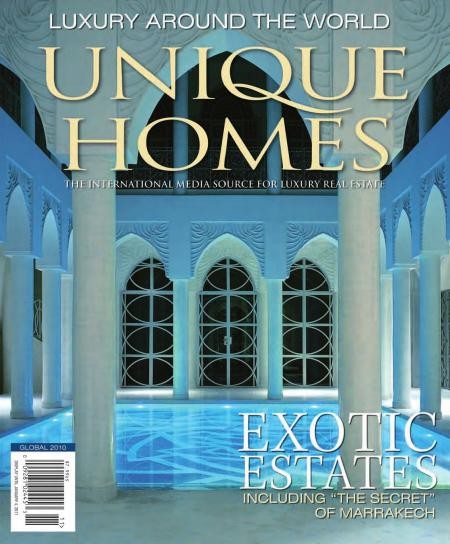 LUXURY AROUND THE WORLD
UNIQUE
HOMES
THE INTERNATIONAL MEDIA SOURCE FOR LUXURY REAL ESTATE
EXOTIC
ESTATES
INCLUDING "THE SECRET"
OF MARRAKECH
GLOBAL 2010